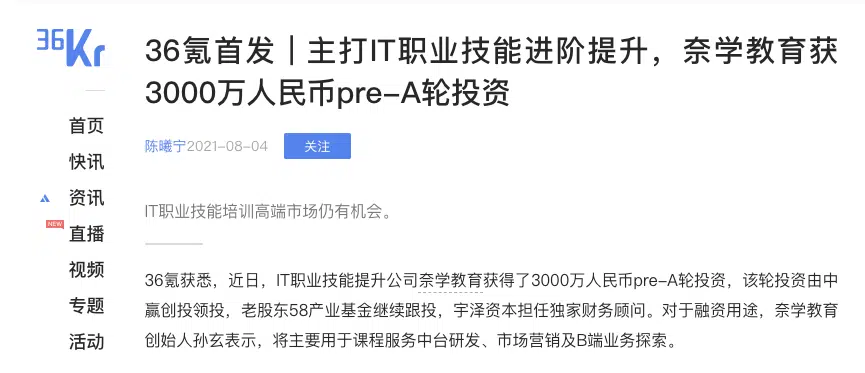 36Kr
首页
快讯
资讯
NEW
直播
视频
专题
活动
36氪首发｜主打IT职业技能进阶提升，奈学教育获
3000万人民币pre-A轮投资
陈曦宁2021-08-04 关注
IT职业技能培训高端市场仍有机会。
36氪获悉，近日，IT职业技能提升公司奈学教育获得了3000万人民币pre-A轮投资，该轮投资由中
赢创投领投，老股东58产业基金继续跟投，宇泽资本担任独家财务顾问。对于融资用途，奈学教育
创始人孙玄表示，将主要用于课程服务中台研发、市场营销及B端业务探索。